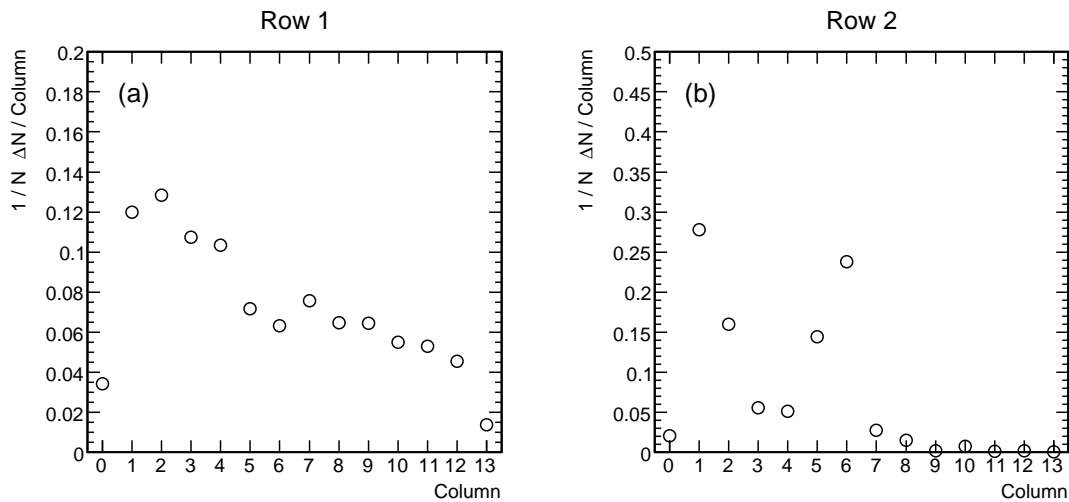 Row 1
(a)
1 / N ΔN / Column
0.2
0.18
0.16
0.14
0.12
0.1
0.08
0.06
0.04
0.02
0
0 1 2 3 4 5 6 7 8 9 10 11 12 13
Column
Row 2
(b)
1 / N ΔN / Column
0.5
0.45
0.4
0.35
0.3
0.25
0.2
0.15
0.1
0.05
0
0 1 2 3 4 5 6 7 8 9 10 11 12 13
Column